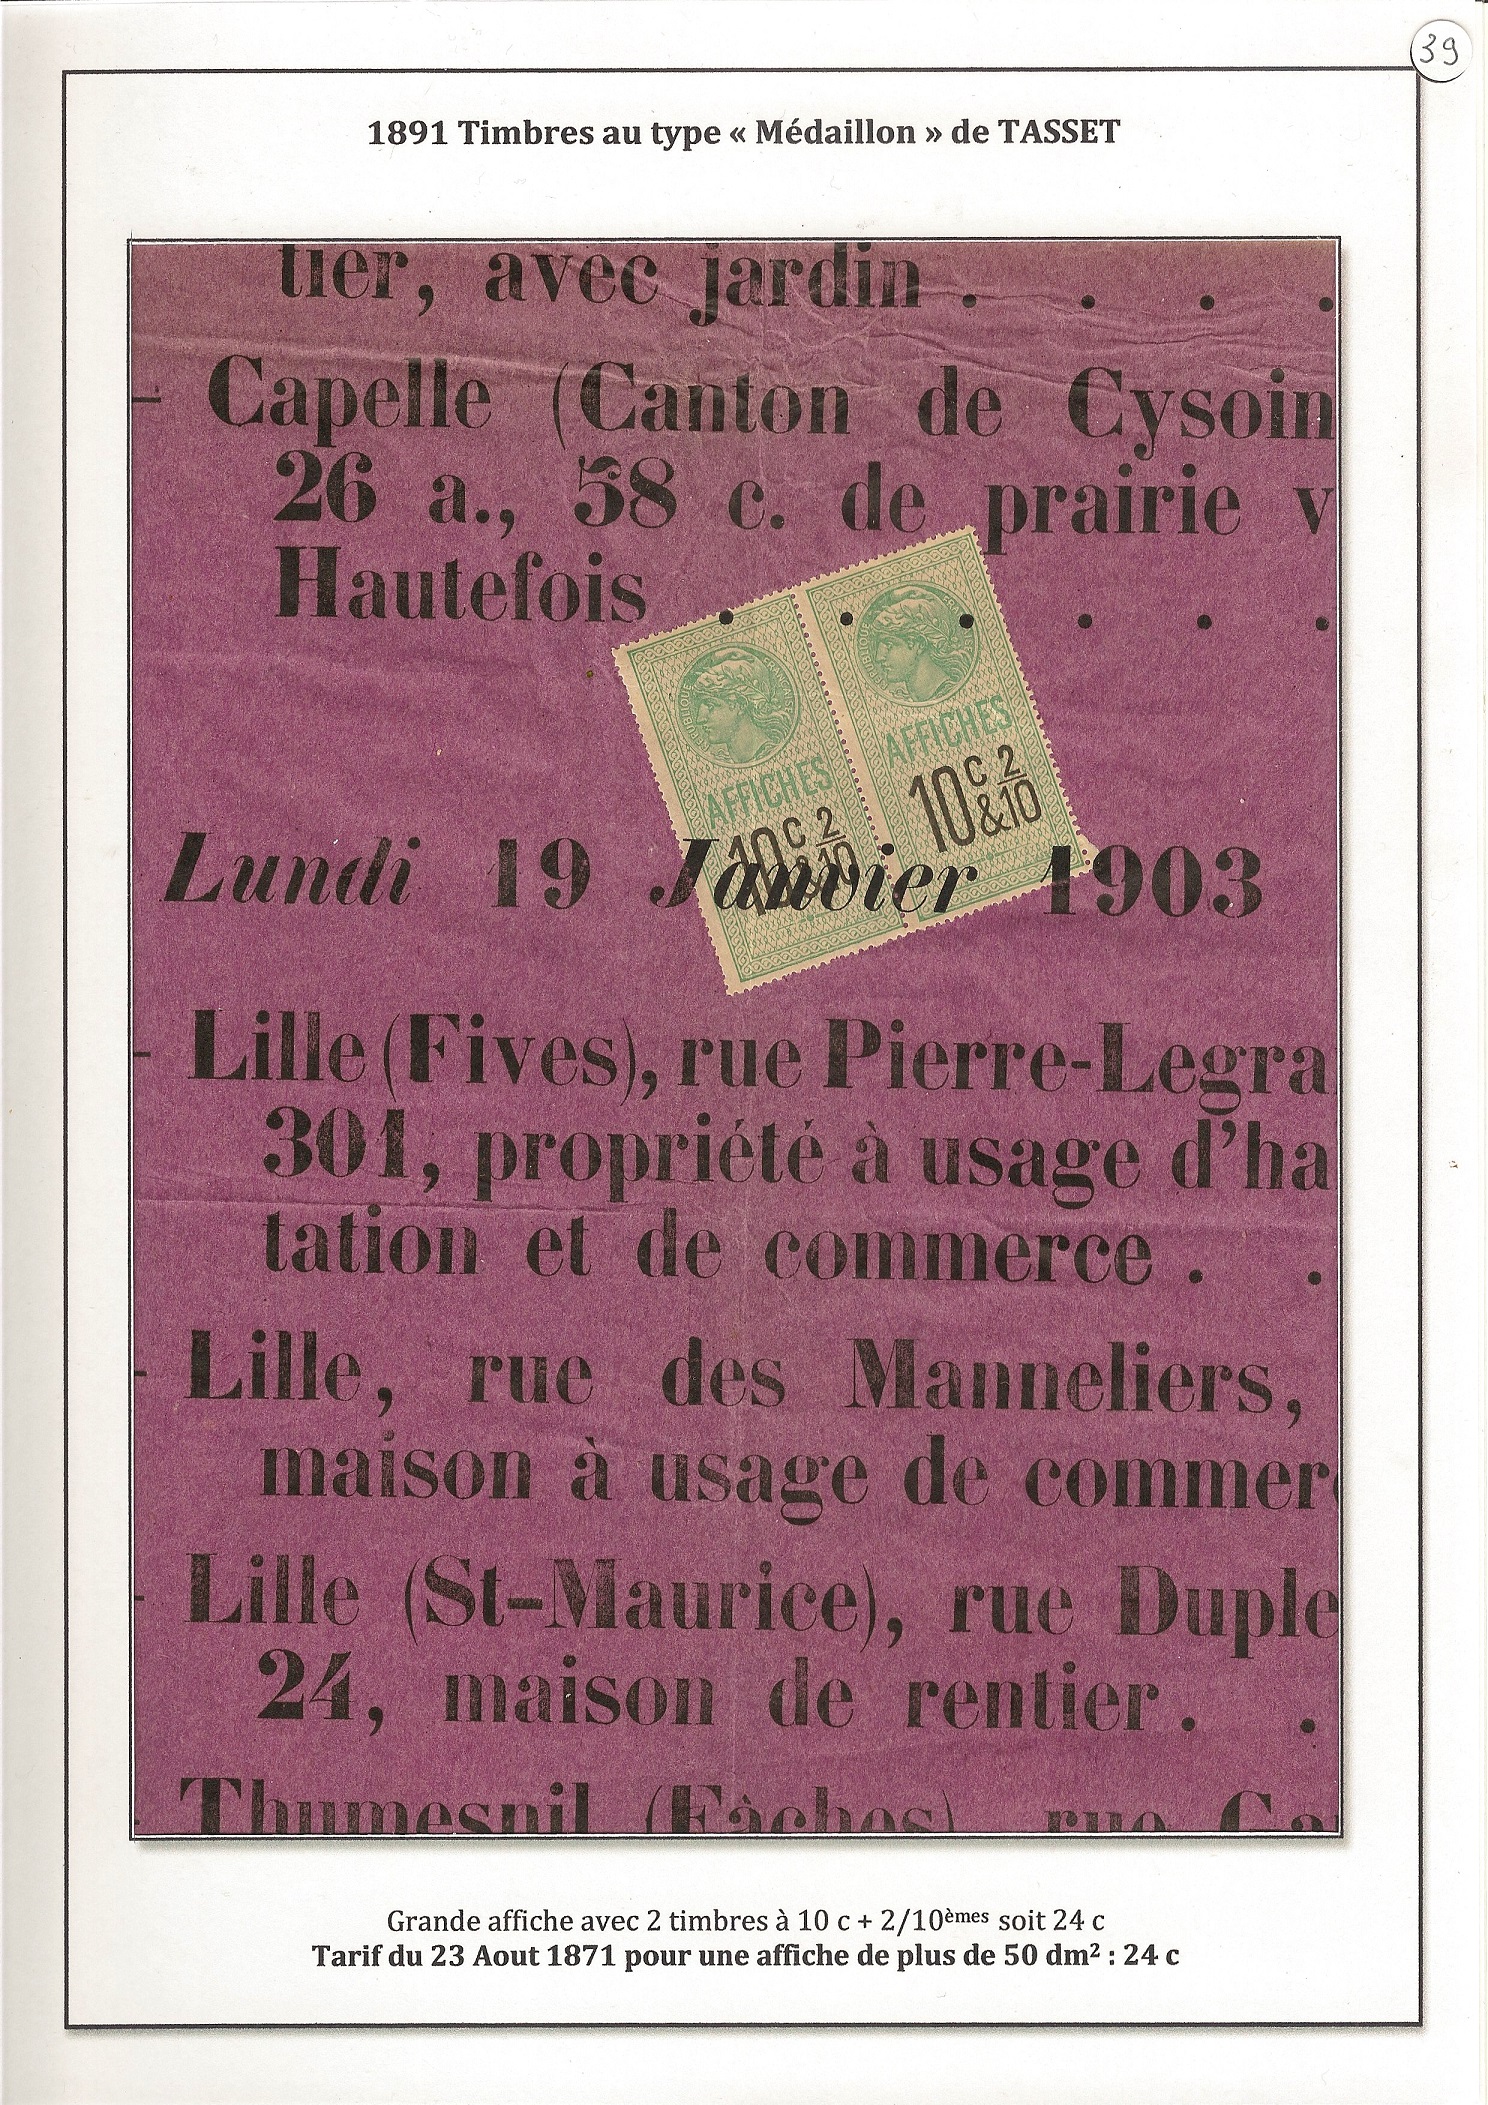 39
1891 Timbres au type « Médaillon » de TASSET
tier, avec jardin . . . .
– Capelle (Canton de Cysoin
26 a., 58 c. de prairie v
Hautefois . . . . . .
AFFICHES
10c & 2/10
AFFICHES
10c & 2/10
Lundi 19 Janvier 1903
- Lille (Fives), rue Pierre-Legra
301, propriété à usage d'ha
tation et de commerce . .
- Lille, rue des Manneliers,
maison à usage de commer
- Lille (St-Maurice), rue Duple
24, maison de rentier . .
Thumesnil (Fâches), rue
Grande affiche avec 2 timbres à 10 c + 2/10èmes soit 24 c
Tarif du 23 Aout 1871 pour une affiche de plus de 50 dm² : 24 c